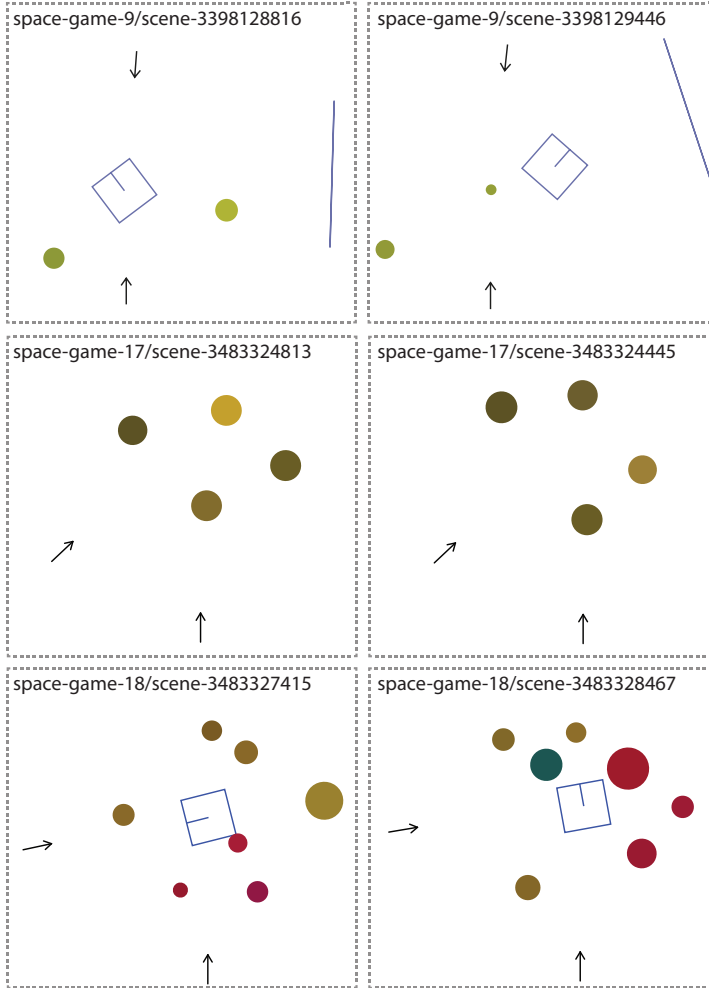 space-game-9/scene-3398128816
space-game-9/scene-3398129446
space-game-17/scene-3483324813
space-game-17/scene-3483324445
space-game-18/scene-3483327415
space-game-18/scene-3483328467